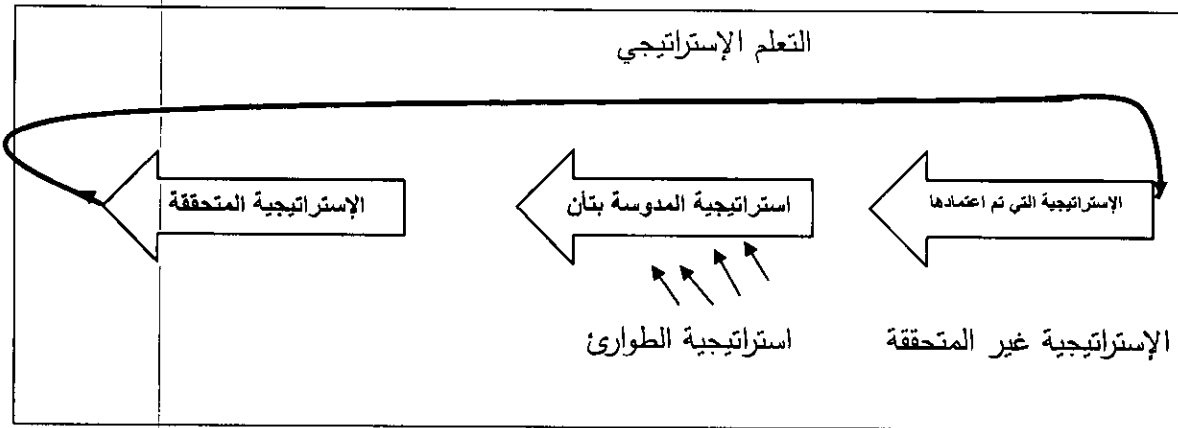 التعلم الإستراتيجي
الإستراتيجية التي تم اعتمادها
استراتيجية المدوسة بتأن
الإستراتيجية المتحققة
الإستراتيجية غير المتحققة
استراتيجية الطوارئ